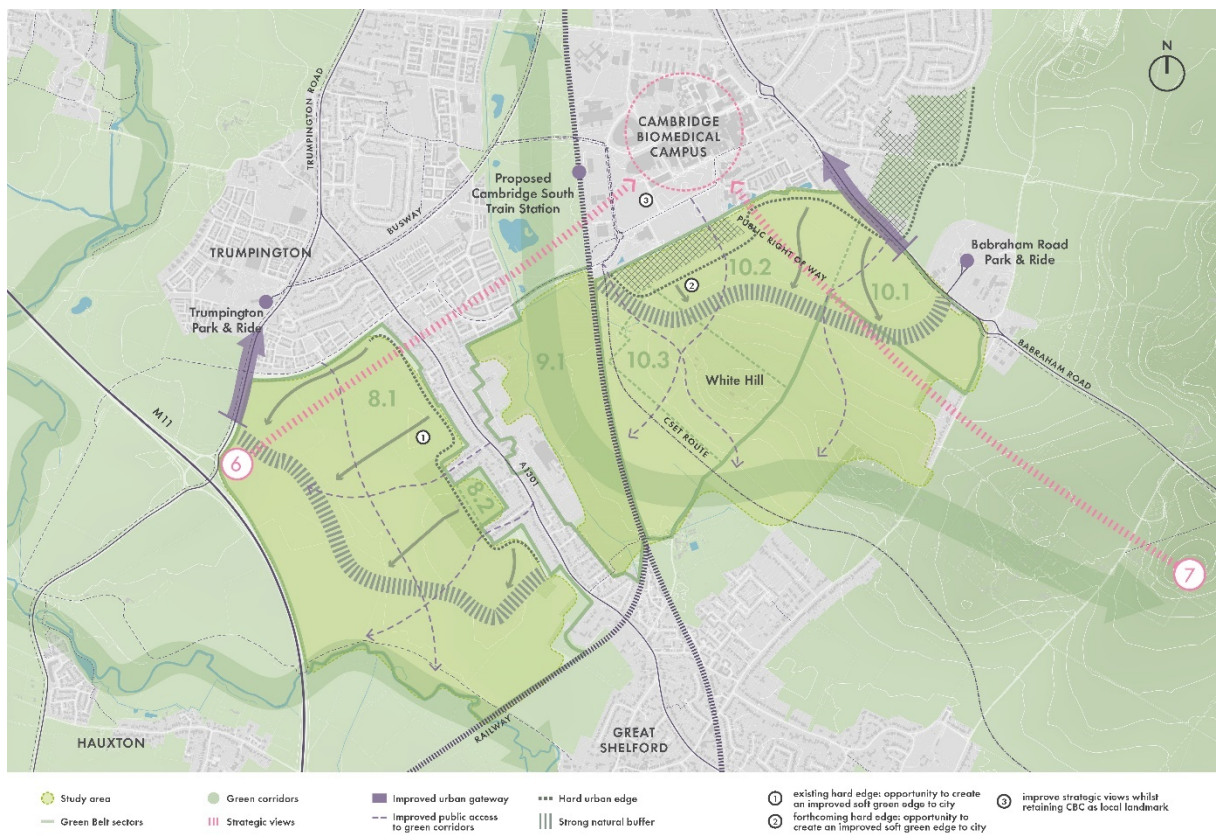 N
TRUMPINGTON ROAD
CAMBRIDGE
BIOMEDICAL
CAMPUS
Proposed
Cambridge South
Train Station
BUSWAY
3
TRUMPINGTON
PUBLIC RIGHT OF WAY
Babraham Road
Park & Ride
10.2
2
10.1
Trumpington
Park & Ride
9.1
10.3
White Hill
BABRAHAM ROAD
M11
8.1
1
CSET ROUTE
A1301
6
8.2
7
RAILWAY
HAUXTON
GREAT
SHELFORD
Study area
Green corridors
Improved urban gateway
Hard urban edge
1 existing hard edge: opportunity to create
an improved soft green edge to city
3 improve strategic views whilst
retaining CBC as local landmark
Green Belt sectors
Strategic views
Improved public access
to green corridors
Strong natural buffer
2 forthcoming hard edge: opportunity to
create an improved soft green edge to city